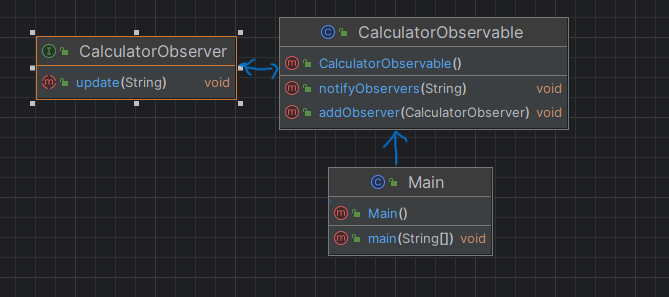 CalculatorObserver
update(String) void
CalculatorObservable
CalculatorObservable()
notifyObservers(String) void
addObserver(CalculatorObserver) void
Main
Main()
main(String[]) void